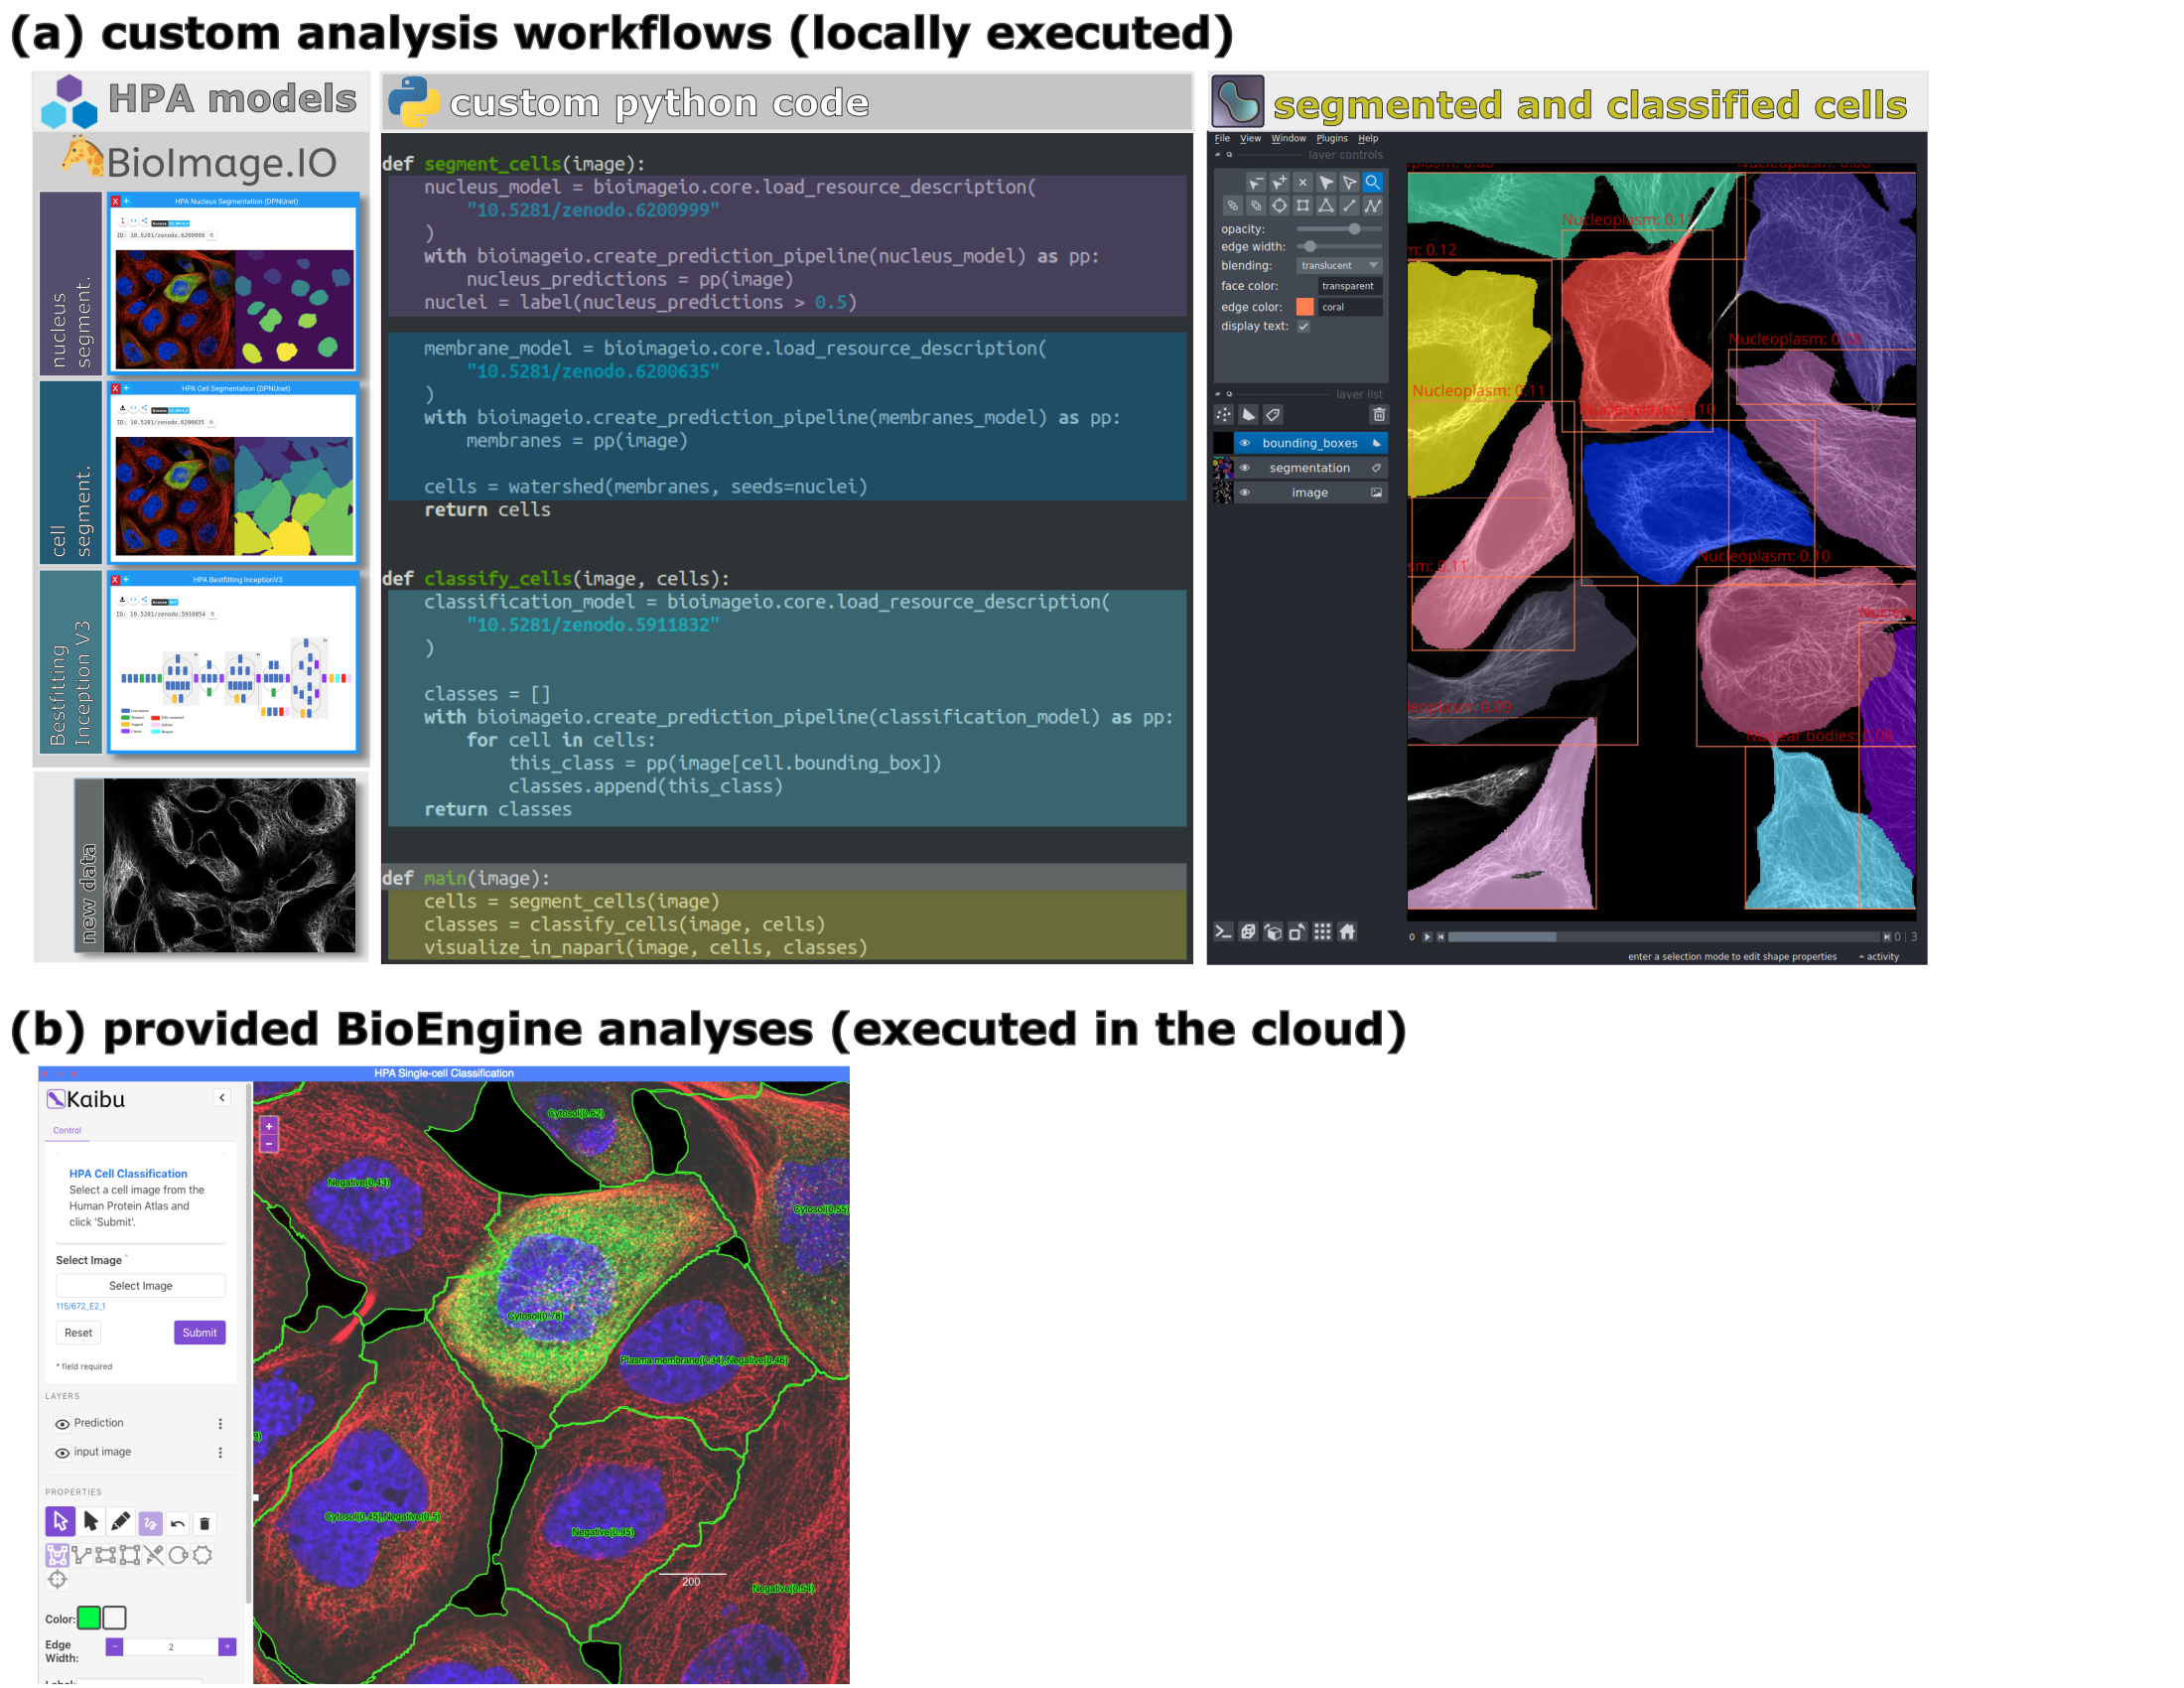 (a) custom analysis workflows (locally executed)
HPA models
BioImage.IO
nucleus
segment.
HPA Nucleus Segmentation (DPNUnet)
ID: 10.5281/zenodo.6200999
cell
segment.
HPA Cell Segmentation (DPNUnet)
ID: 10.5281/zenodo.6200635
Bestfitting
Inception V3
HPA Bestfitting InceptionV3
ID: 10.5281/zenodo.5910854
new data
custom python code
def segment_cells(image):
nucleus_model = bioimageio.core.load_resource_description(
"10.5281/zenodo.6200999"
)
with bioimageio.create_prediction_pipeline(nucleus_model) as pp:
nucleus_predictions = pp(image)
nuclei = label(nucleus_predictions > 0.5)
membrane_model = bioimageio.core.load_resource_description(
"10.5281/zenodo.6200635"
)
with bioimageio.create_prediction_pipeline(membranes_model) as pp:
membranes = pp(image)
cells = watershed(membranes, seeds=nuclei)
return cells
def classify_cells(image, cells):
classification_model = bioimageio.core.load_resource_description(
"10.5281/zenodo.5911832"
)
classes = []
with bioimageio.create_prediction_pipeline(classification_model) as pp:
for cell in cells:
this_class = pp(image[cell.bounding_box])
classes.append(this_class)
return classes
def main(image):
cells = segment_cells(image)
classes = classify_cells(image, cells)
visualize_in_napari(image, cells, classes)
segmented and classified cells
File View Window Plugins Help
layer controls
opacity:
edge width:
blending: translucent
face color: transparent
edge color: coral
display text:
layer list
bounding_boxes
segmentation
image
Nucleoplasm: 0.11
m: 0.12
Nucleoplasm: 0.08
Nucleoplasm: 0.11
Nucleoplasm: 0.10
Nucleoplasm: 0.10
sm: 0.11
leoplasm: 0.09
Nuclear bodies: 0.08
0
0 | 3
enter a selection mode to edit shape properties
activity
(b) provided BioEngine analyses (executed in the cloud)
HPA Single-cell Classification
Kaibu
Control
HPA Cell Classification
Select a cell image from the
Human Protein Atlas and
click 'Submit'.
Select Image *
Select Image
115/672_E2_1
Reset
Submit
* field required
LAYERS
Prediction
input image
PROPERTIES
Color:
Edge
Width:
2
Cytosol(0.62)
Negative(0.43)
Cytosol(0.55)
Cytosol(0.78)
Plasma membrane(0.34),Negative(0.46)
Cytosol(0.45),Negative(0.5)
Negative(0.95)
200
Negative(0.54)